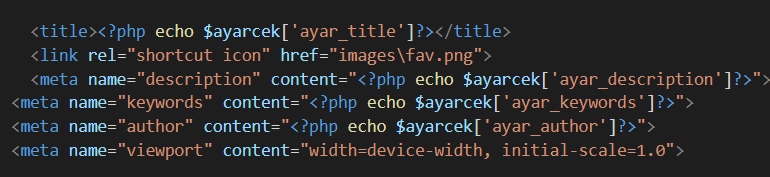 <title><?php echo $ayarcek['ayar_title']?></title>
<link rel="shortcut icon" href="images\fav.png">
<meta name="description" content="<?php echo $ayarcek['ayar_description']?>">
<meta name="keywords" content="<?php echo $ayarcek['ayar_keywords']?>">
<meta name="author" content="<?php echo $ayarcek['ayar_author']?>">
<meta name="viewport" content="width=device-width, initial-scale=1.0">